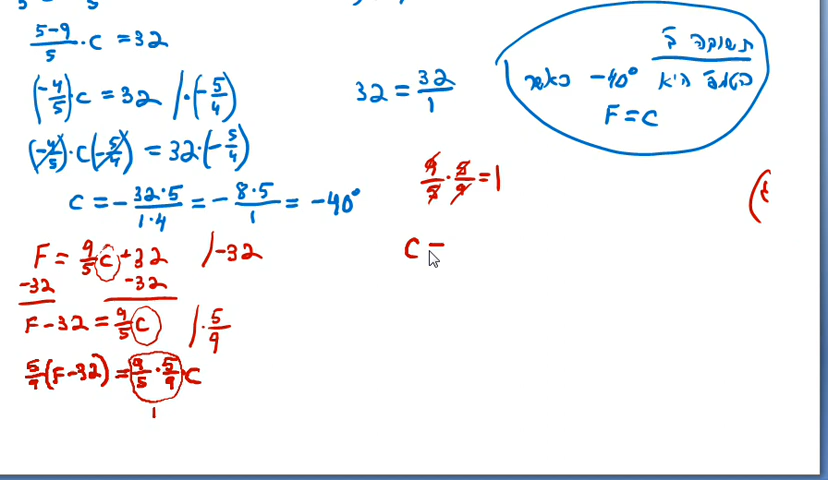 (5-9)/5 · C = 32
(-4/5)·C = 32 /·(-5/4)
(-4/5)·C(-5/4) = 32·(-5/4)
C = - 32·5/1·4 = - 8·5/1 = -40°
32 = 32/1
תשובה ב
כאשר -40° הטמפ היא
F = C
9/5 · 5/9 = 1
F = 9/5 C + 32 /-32
-32 -32
F - 32 = 9/5 C /· 5/9
5/9 (F-32) = 9/5 · 5/9 C
1
C =